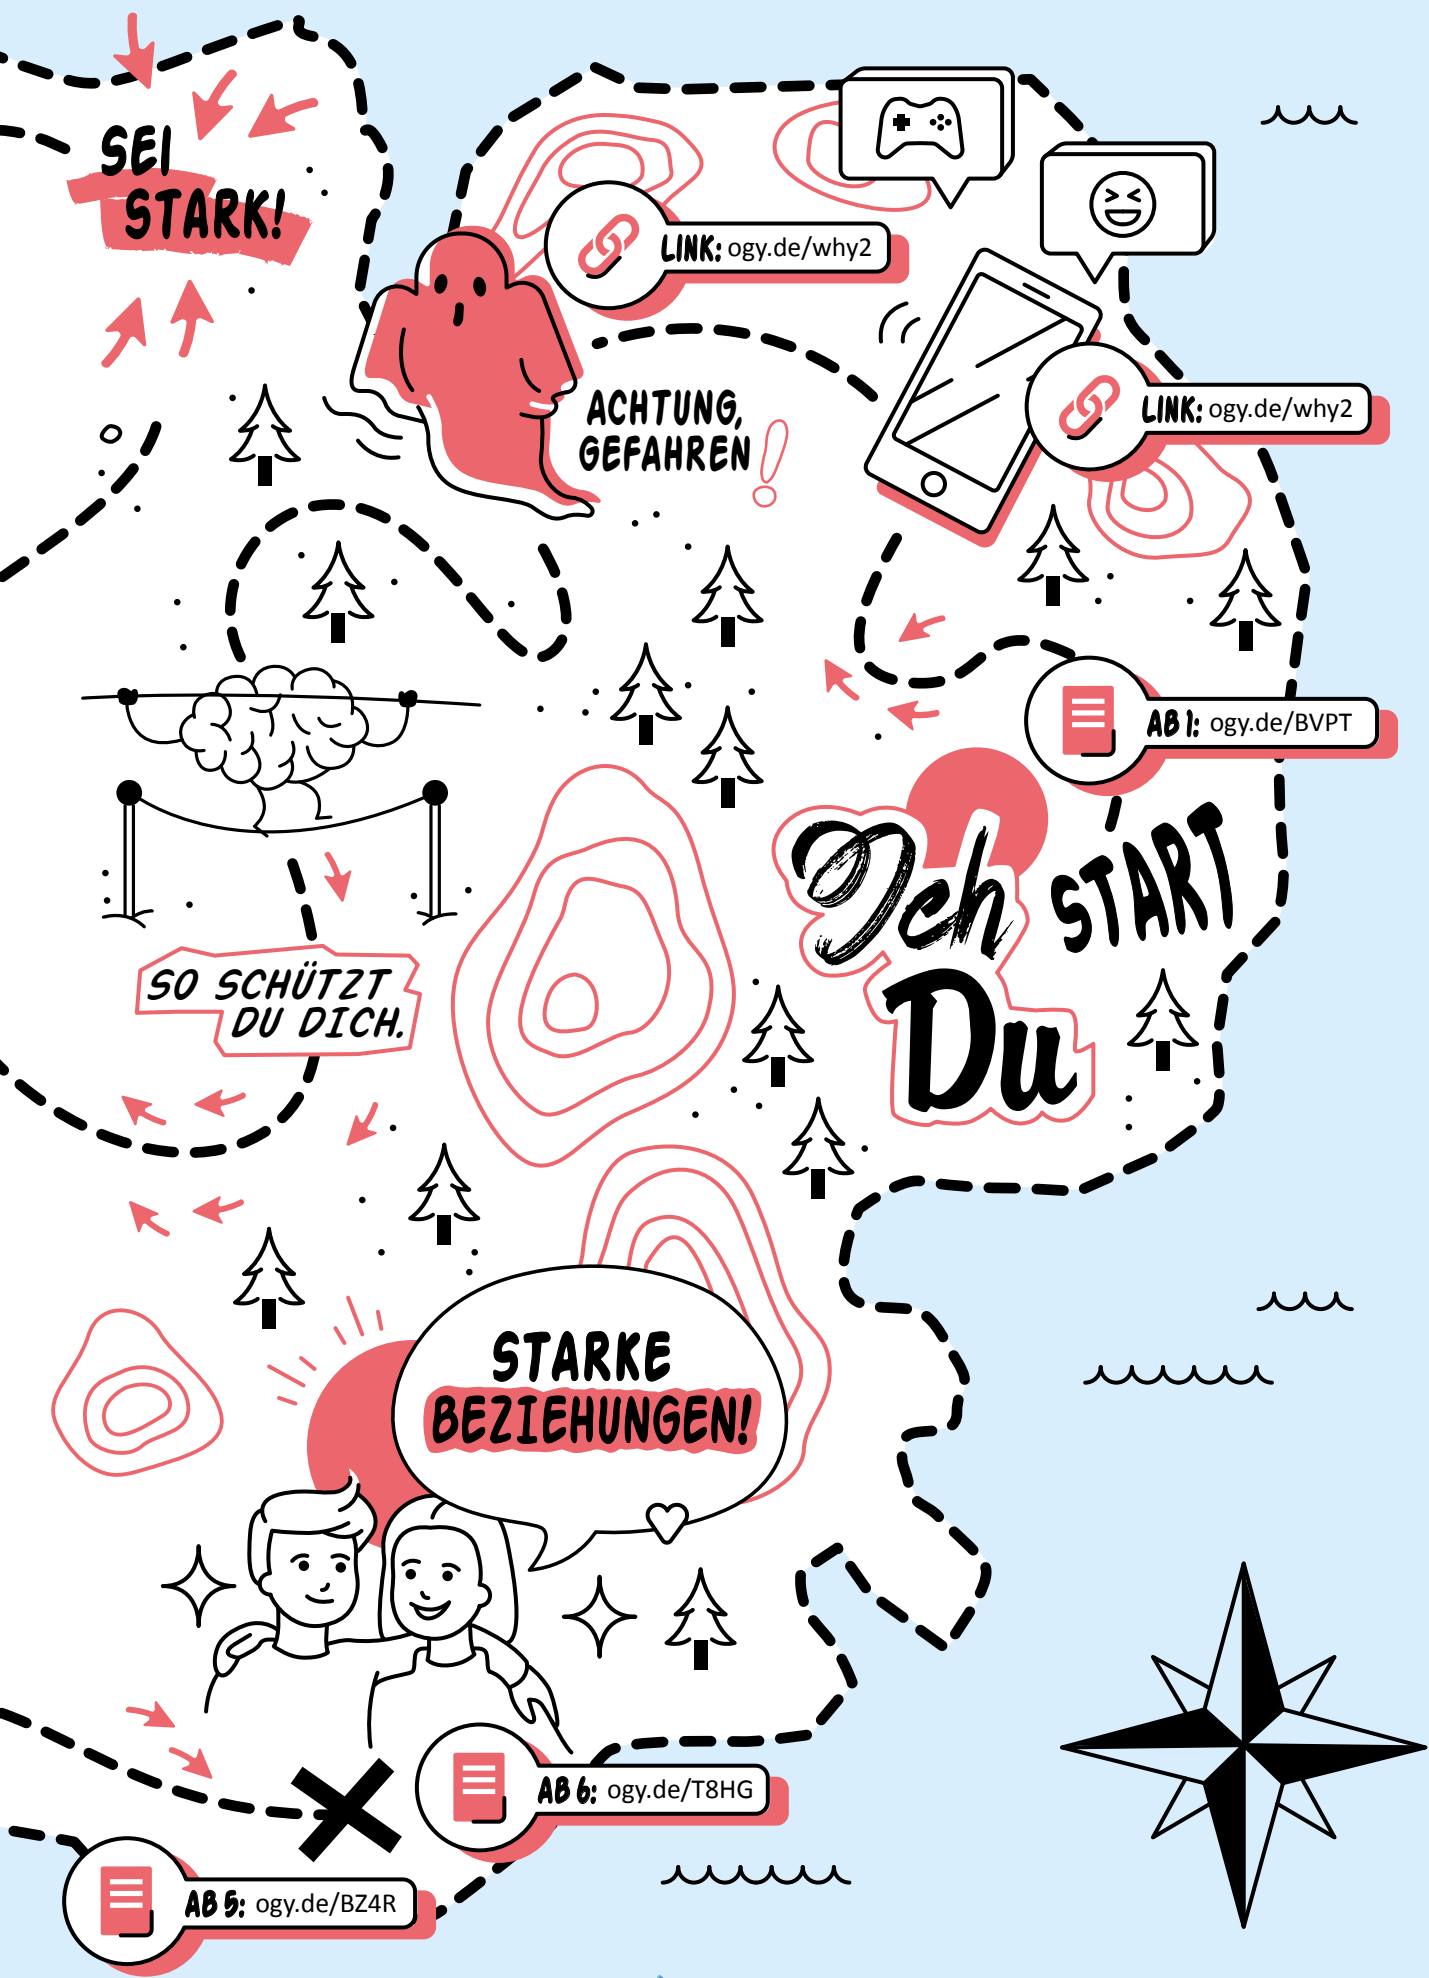 SEI
STARK!
LINK: ogy.de/why2
ACHTUNG,
GEFAHREN!
LINK: ogy.de/why2
AB 1: ogy.de/BVPT
START
Ich
Du
SO SCHÜTZT
DU DICH.
STARKE
BEZIEHUNGEN!
AB 6: ogy.de/T8HG
AB 5: ogy.de/BZ4R